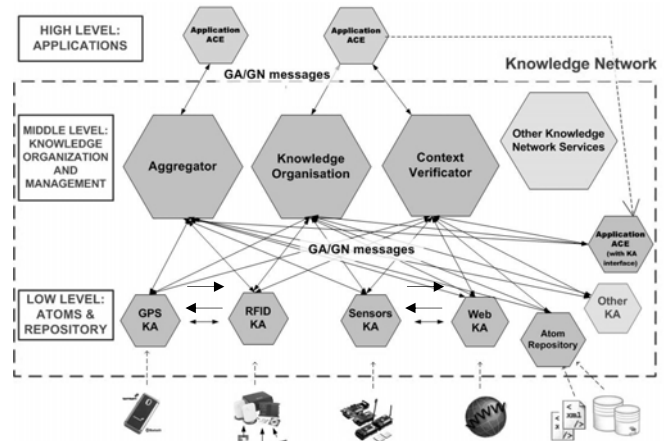 HIGH LEVEL:
APPLICATIONS
Application
ACE
Application
ACE
Knowledge Network
GA/GN messages
MIDDLE LEVEL:
KNOWLEDGE
ORGANIZATION
AND
MANAGEMENT
Aggregator
Knowledge
Organisation
Context
Verificator
Other Knowledge
Network Services
GA/GN messages
Application
ACE
(with KA
interface)
LOW LEVEL:
ATOMS &
REPOSITORY
GPS
KA
RFID
KA
Sensors
KA
Web
KA
Other
KA
Atom
Repository
WWW
<
xml
/>
<
x
>